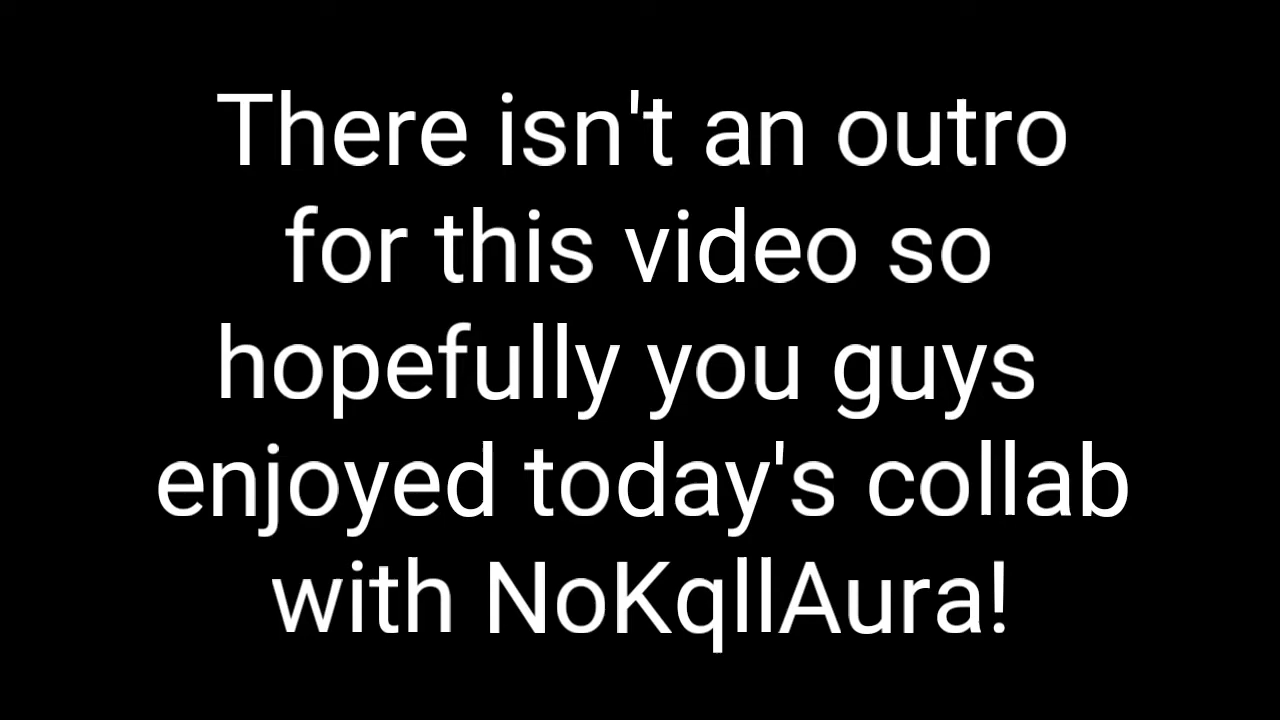 There isn't an outro
for this video so
hopefully you guys
enjoyed today's collab
with NoKqllAura!